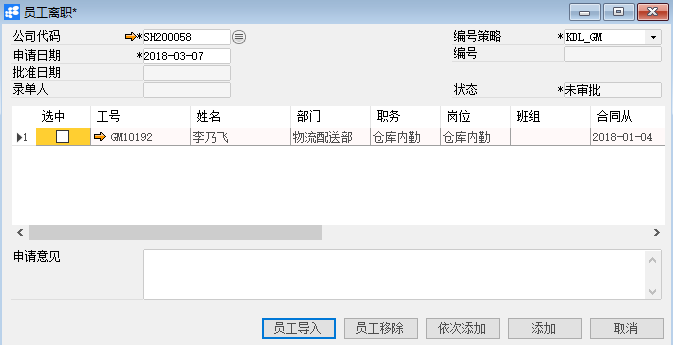 员工离职*
公司代码 *SH200058 编号策略 *KDL_GM
申请日期 *2018-03-07 编号
批准日期
录单人 状态 *未审批
选中 工号 姓名 部门 职务 岗位 班组 合同从
1 GM10192 李乃飞 物流配送部 仓库内勤 仓库内勤 2018-01-04
申请意见
员工导入 员工移除 依次添加 添加 取消